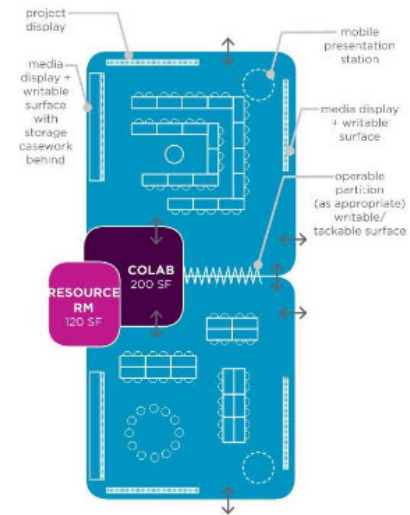 project
display
mobile
presentation
station
media
display +
writable
surface
with
storage
casework
behind
media display
+ writable
surface
operable
partition
(as appropriate)
writable/
tackable surface
COLAB
200 SF
RESOURCE
RM
120 SF